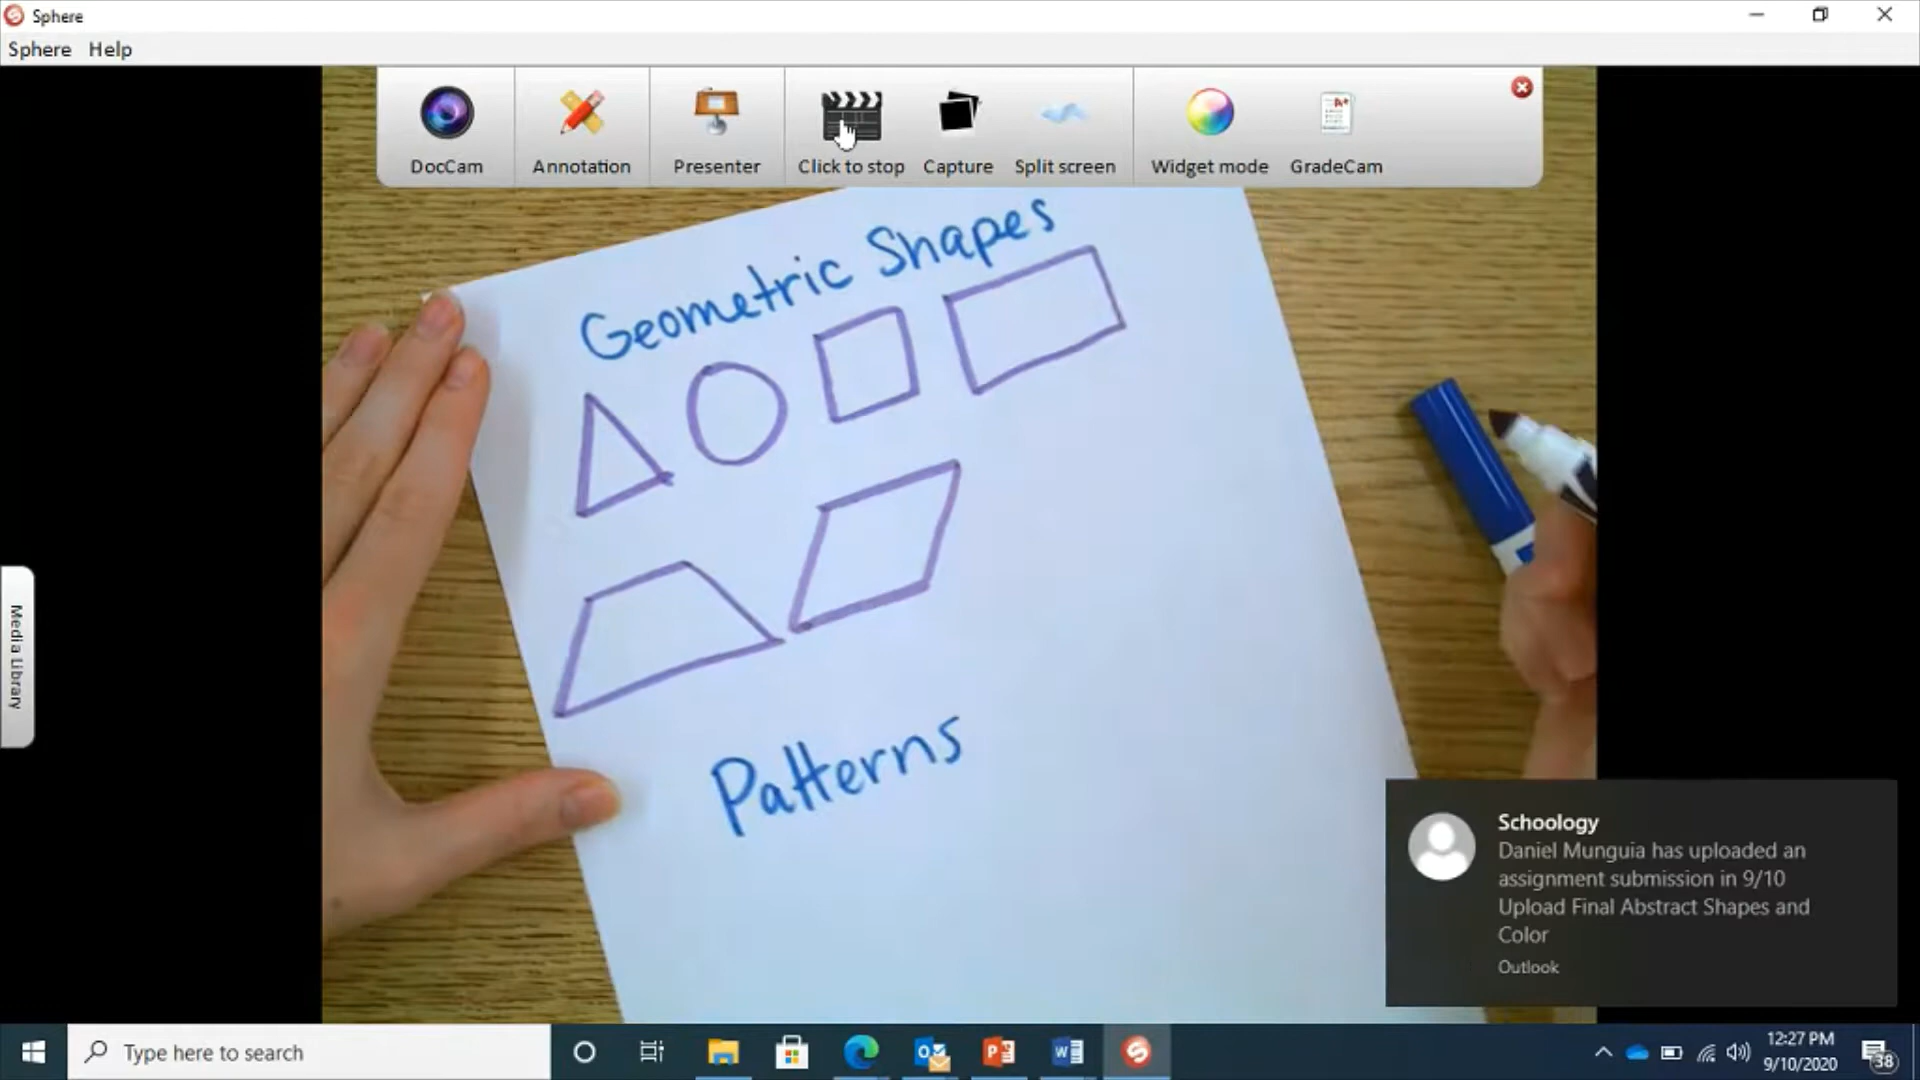 Sphere
Sphere Help
DocCam Annotation Presenter Click to stop Capture Split screen Widget mode GradeCam
A+
Geometric Shapes
Patterns
Media Library
Schoology
Daniel Munguia has uploaded an
assignment submission in 9/10
Upload Final Abstract Shapes and
Color
Outlook
Type here to search
12:27 PM
9/10/2020
38